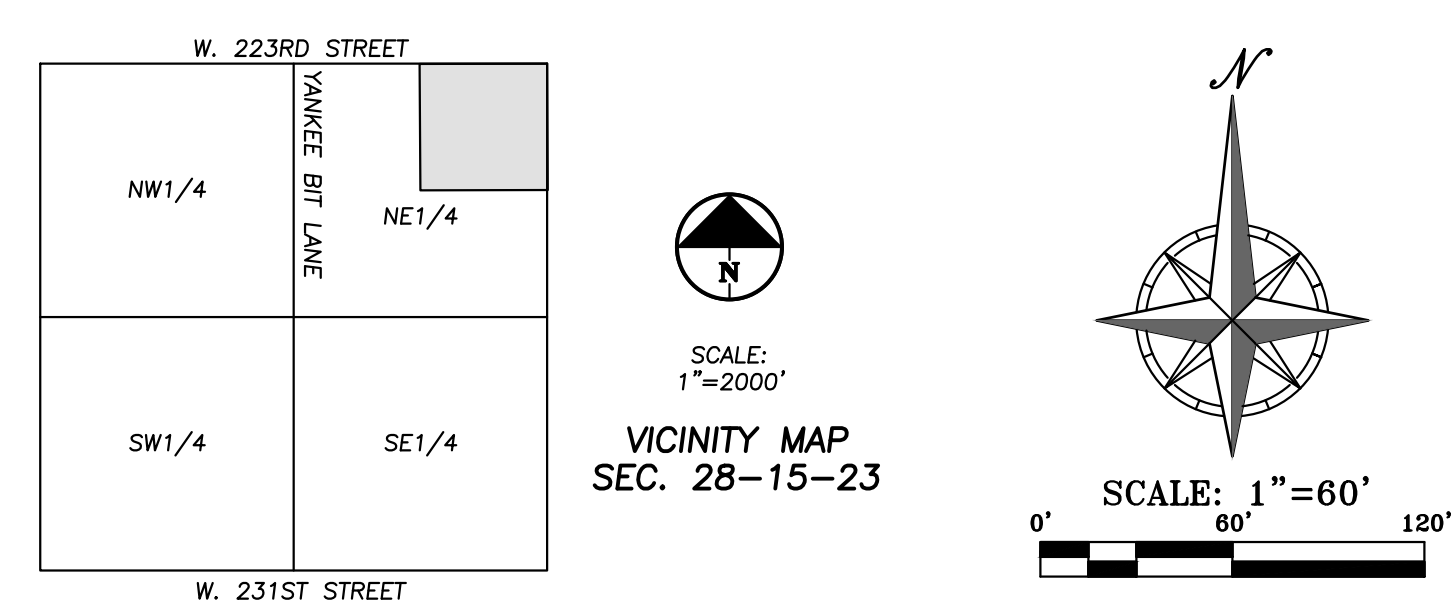 W. 223RD STREET
YANKEE BIT LANE
NW1/4
NE1/4
SW1/4
SE1/4
W. 231ST STREET
N
SCALE:
1"=2000'
VICINITY MAP
SEC. 28-15-23
N
SCALE: 1"=60'
0' 60' 120'